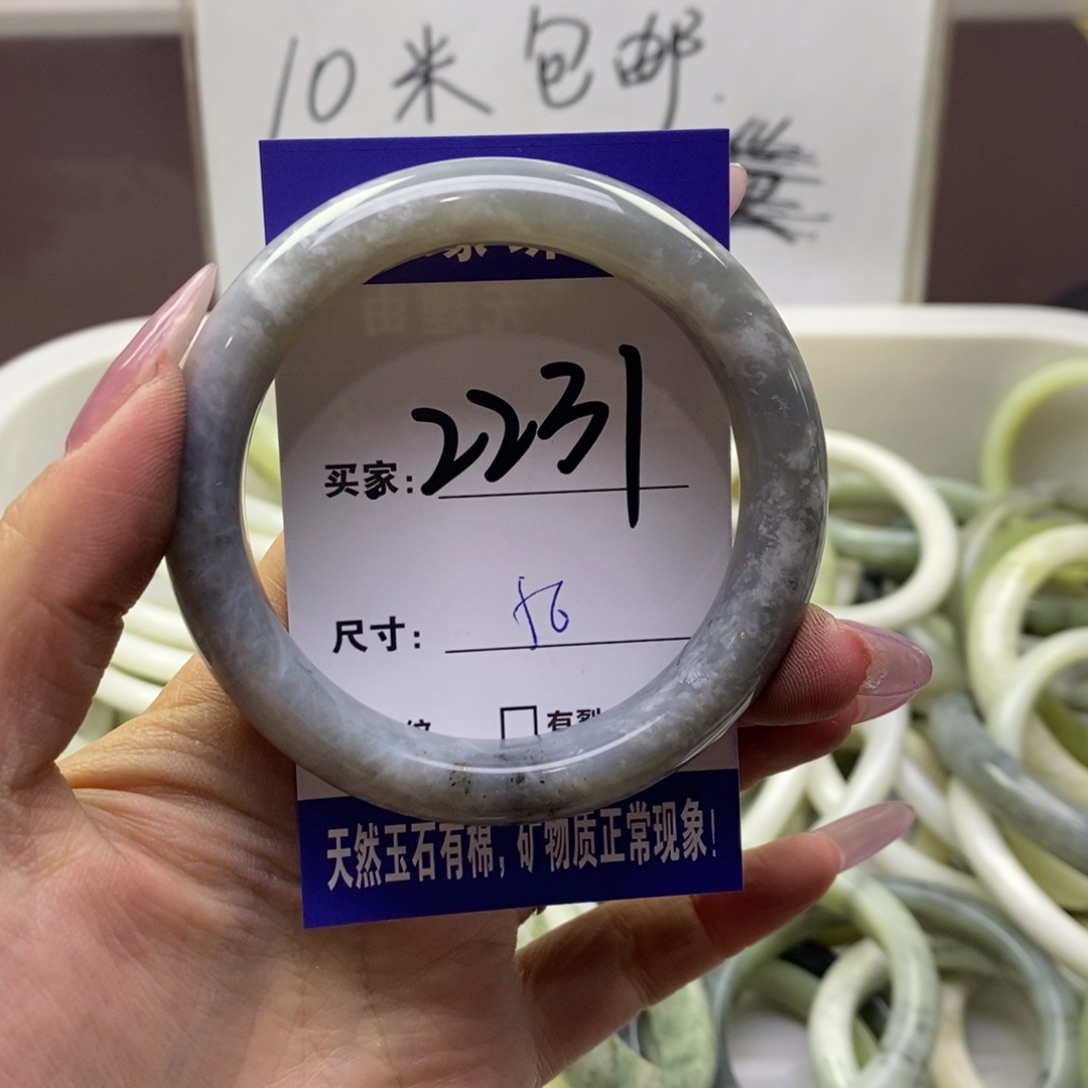 10米包邮.
买家: 2231
尺寸: 56
纹 □有裂
天然玉石有棉, 矿物质正常现象!